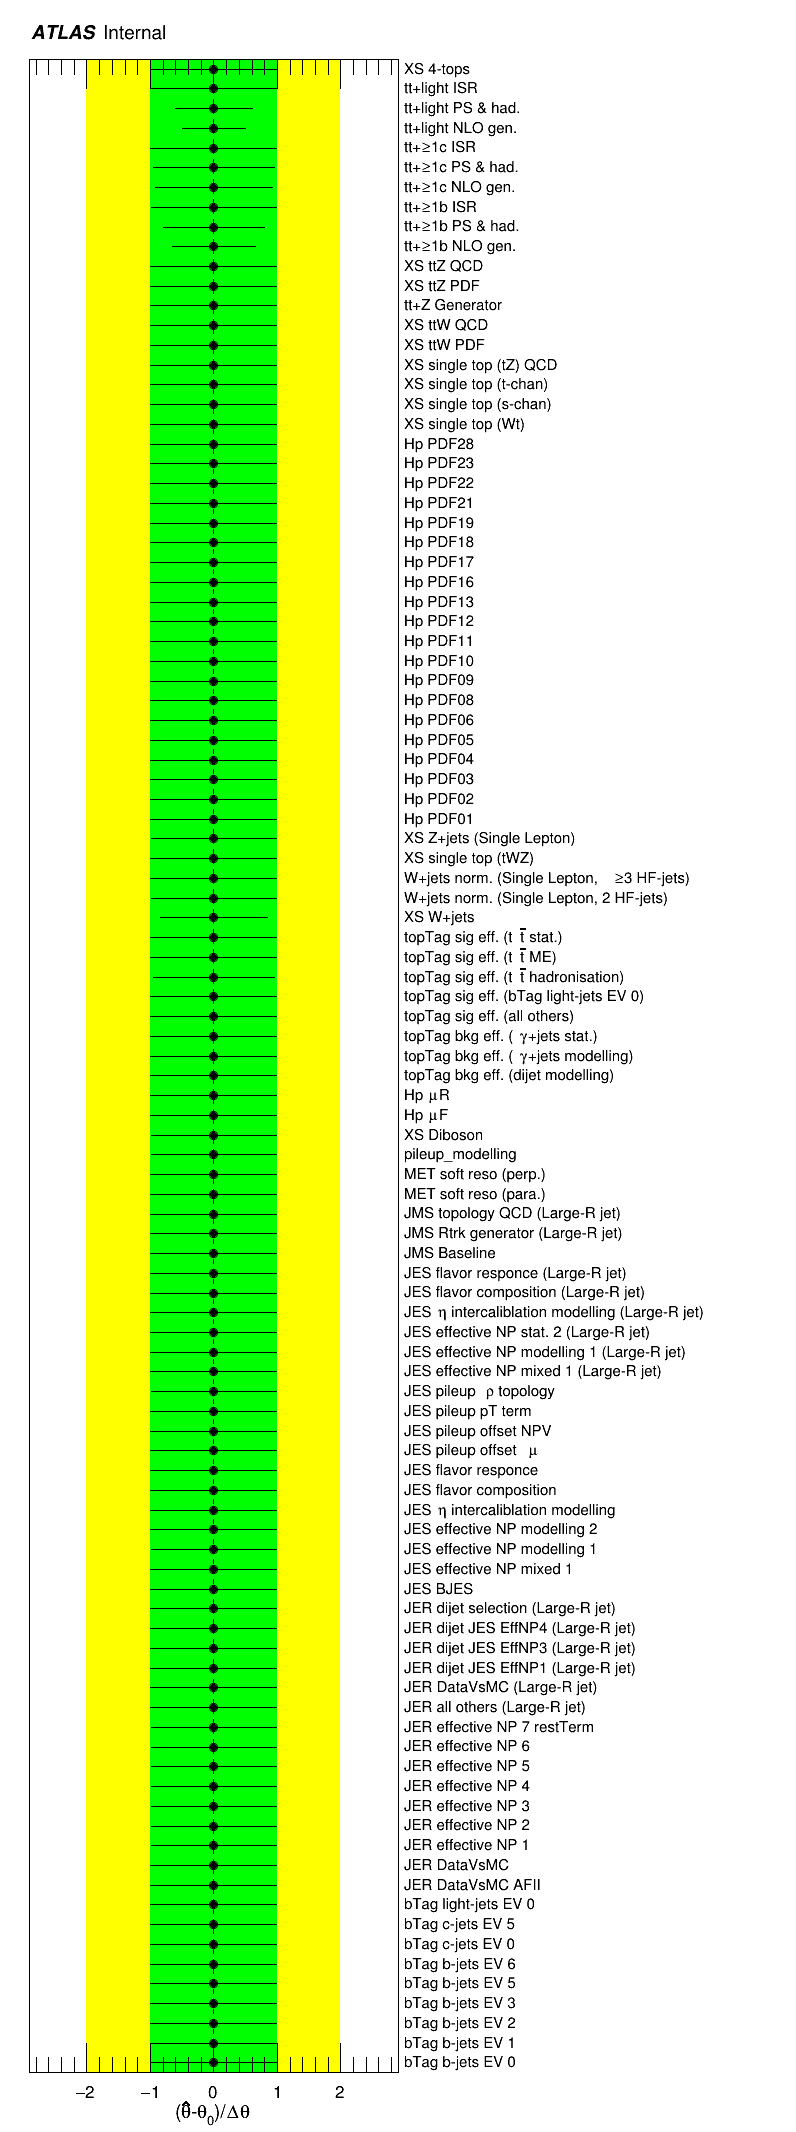 ATLAS Internal
XS 4-tops
tt+light ISR
tt+light PS & had.
tt+light NLO gen.
tt+≥1c ISR
tt+≥1c PS & had.
tt+≥1c NLO gen.
tt+≥1b ISR
tt+≥1b PS & had.
tt+≥1b NLO gen.
XS ttZ QCD
XS ttZ PDF
tt+Z Generator
XS ttW QCD
XS ttW PDF
XS single top (tZ) QCD
XS single top (t-chan)
XS single top (s-chan)
XS single top (Wt)
Hp PDF28
Hp PDF23
Hp PDF22
Hp PDF21
Hp PDF19
Hp PDF18
Hp PDF17
Hp PDF16
Hp PDF13
Hp PDF12
Hp PDF11
Hp PDF10
Hp PDF09
Hp PDF08
Hp PDF06
Hp PDF05
Hp PDF04
Hp PDF03
Hp PDF02
Hp PDF01
XS Z+jets (Single Lepton)
XS single top (tWZ)
W+jets norm. (Single Lepton, ≥3 HF-jets)
W+jets norm. (Single Lepton, 2 HF-jets)
XS W+jets
topTag sig eff. (t t̄ stat.)
topTag sig eff. (t t̄ ME)
topTag sig eff. (t t̄ hadronisation)
topTag sig eff. (bTag light-jets EV 0)
topTag sig eff. (all others)
topTag bkg eff. ( γ+jets stat.)
topTag bkg eff. ( γ+jets modelling)
topTag bkg eff. (dijet modelling)
Hp μR
Hp μF
XS Diboson
pileup_modelling
MET soft reso (perp.)
MET soft reso (para.)
JMS topology QCD (Large-R jet)
JMS Rtrk generator (Large-R jet)
JMS Baseline
JES flavor responce (Large-R jet)
JES flavor composition (Large-R jet)
JES η intercaliblation modelling (Large-R jet)
JES effective NP stat. 2 (Large-R jet)
JES effective NP modelling 1 (Large-R jet)
JES effective NP mixed 1 (Large-R jet)
JES pileup ρ topology
JES pileup pT term
JES pileup offset NPV
JES pileup offset μ
JES flavor responce
JES flavor composition
JES η intercaliblation modelling
JES effective NP modelling 2
JES effective NP modelling 1
JES effective NP mixed 1
JES BJES
JER dijet selection (Large-R jet)
JER dijet JES EffNP4 (Large-R jet)
JER dijet JES EffNP3 (Large-R jet)
JER dijet JES EffNP1 (Large-R jet)
JER DataVsMC (Large-R jet)
JER all others (Large-R jet)
JER effective NP 7 restTerm
JER effective NP 6
JER effective NP 5
JER effective NP 4
JER effective NP 3
JER effective NP 2
JER effective NP 1
JER DataVsMC
JER DataVsMC AFII
bTag light-jets EV 0
bTag c-jets EV 5
bTag c-jets EV 0
bTag b-jets EV 6
bTag b-jets EV 5
bTag b-jets EV 3
bTag b-jets EV 2
bTag b-jets EV 1
bTag b-jets EV 0
−2 −1 0 1 2
(θ̂-θ₀)/Δθ